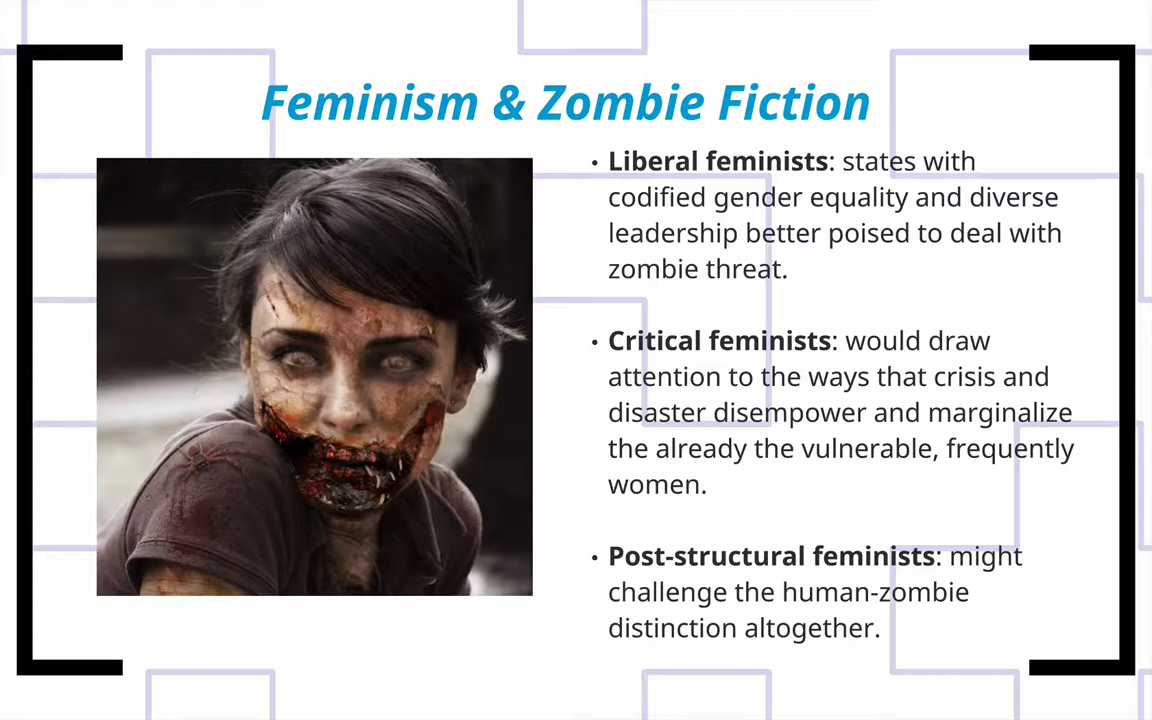 Feminism & Zombie Fiction
• Liberal feminists: states with
codified gender equality and diverse
leadership better poised to deal with
zombie threat.
• Critical feminists: would draw
attention to the ways that crisis and
disaster disempower and marginalize
the already the vulnerable, frequently
women.
• Post-structural feminists: might
challenge the human-zombie
distinction altogether.